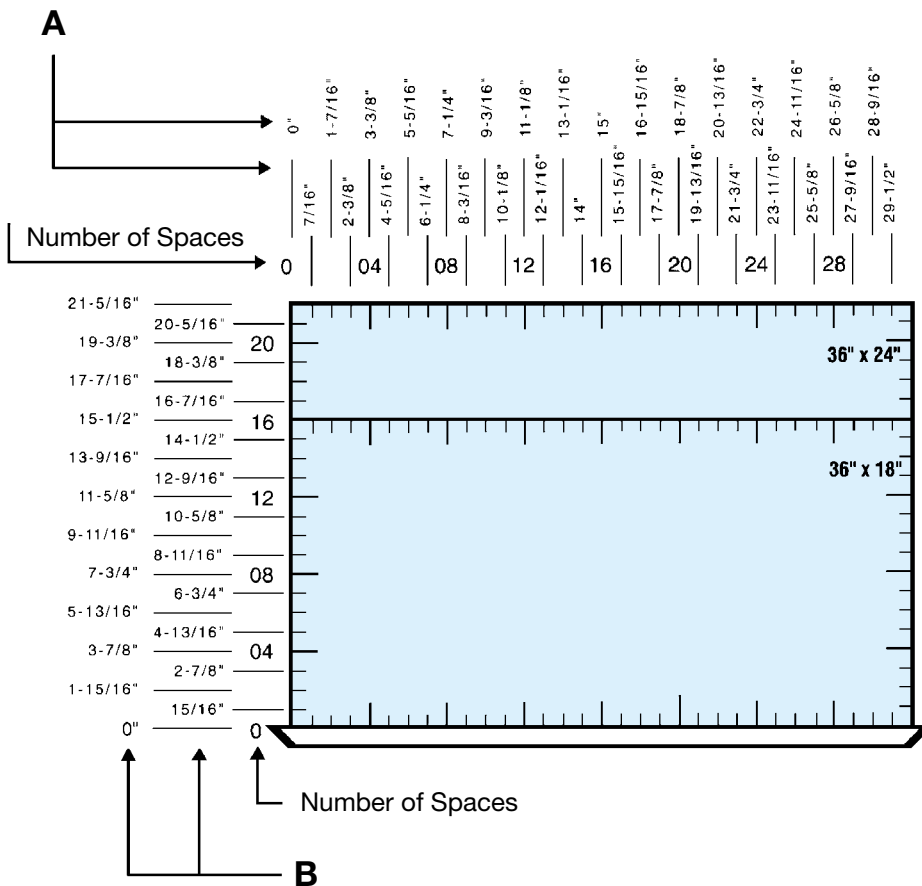 A
0" 1-7/16" 3-3/8" 5-5/16" 7-1/4" 9-3/16" 11-1/8" 13-1/16" 15" 16-15/16" 18-7/8" 20-13/16" 22-3/4" 24-11/16" 26-5/8" 28-9/16"
7/16" 2-3/8" 4-5/16" 6-1/4" 8-3/16" 10-1/8" 12-1/16" 14" 15-15/16" 17-7/8" 19-13/16" 21-3/4" 23-11/16" 25-5/8" 27-9/16" 29-1/2"
Number of Spaces
0 04 08 12 16 20 24 28
21-5/16"
20-5/16"
19-3/8" 20
36" x 24"
18-3/8"
17-7/16"
16-7/16"
15-1/2" 16
14-1/2"
13-9/16"
36" x 18"
12-9/16"
11-5/8" 12
10-5/8"
9-11/16"
8-11/16"
7-3/4" 08
6-3/4"
5-13/16"
4-13/16"
3-7/8" 04
2-7/8"
1-15/16"
15/16"
0" 0
Number of Spaces
B